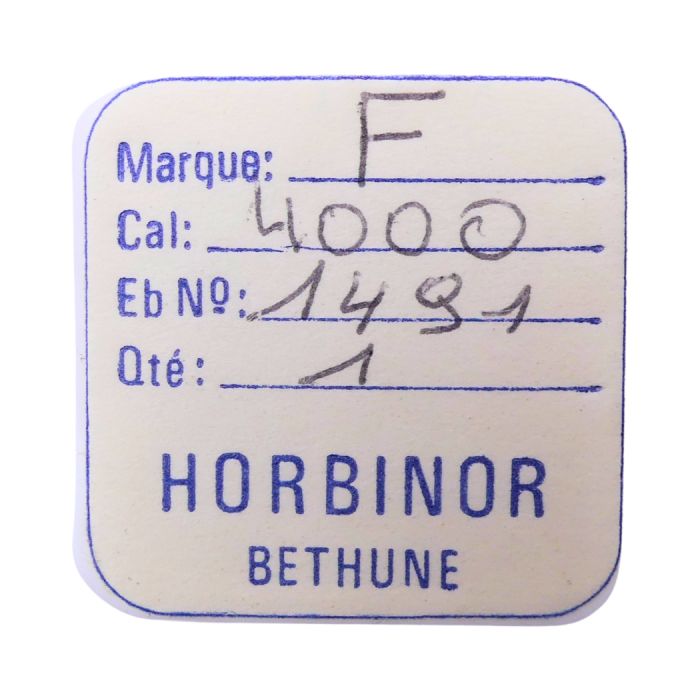 Marque: F
Cal: 4000
Eb Nº: 1491
Qté: 1
HORBINOR
BETHUNE